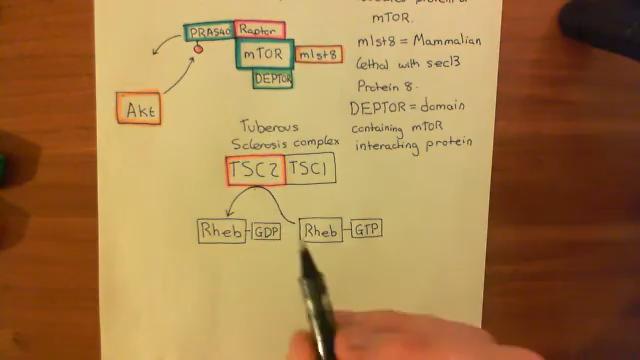 mTOR.
PRAS40 Raptor
mTOR mlst8
DEPTOR
mlst8 = Mammalian
lethal with sec13
Protein 8.
DEPTOR = domain
containing mTOR
interacting protein
Akt
Tuberous
Sclerosis complex
TSC2 TSC1
Rheb GDP Rheb GTP